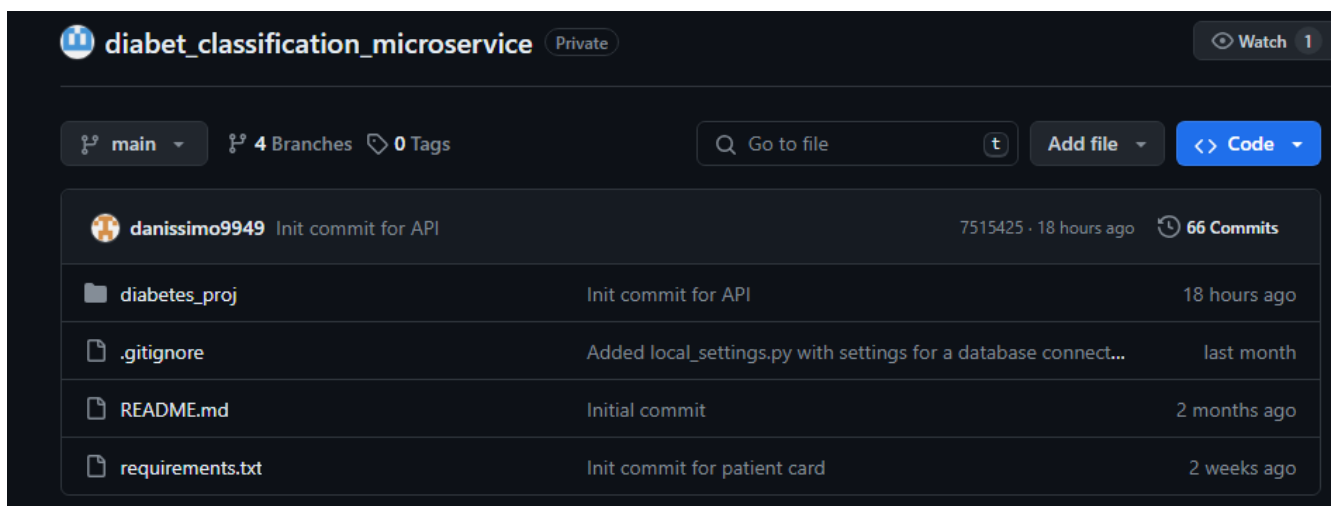 diabet_classification_microservice Private Watch 1
main 4 Branches 0 Tags Go to file t Add file <> Code
danissimo9949 Init commit for API 7515425 · 18 hours ago 66 Commits
diabetes_proj Init commit for API 18 hours ago
.gitignore Added local_settings.py with settings for a database connect... last month
README.md Initial commit 2 months ago
requirements.txt Init commit for patient card 2 weeks ago